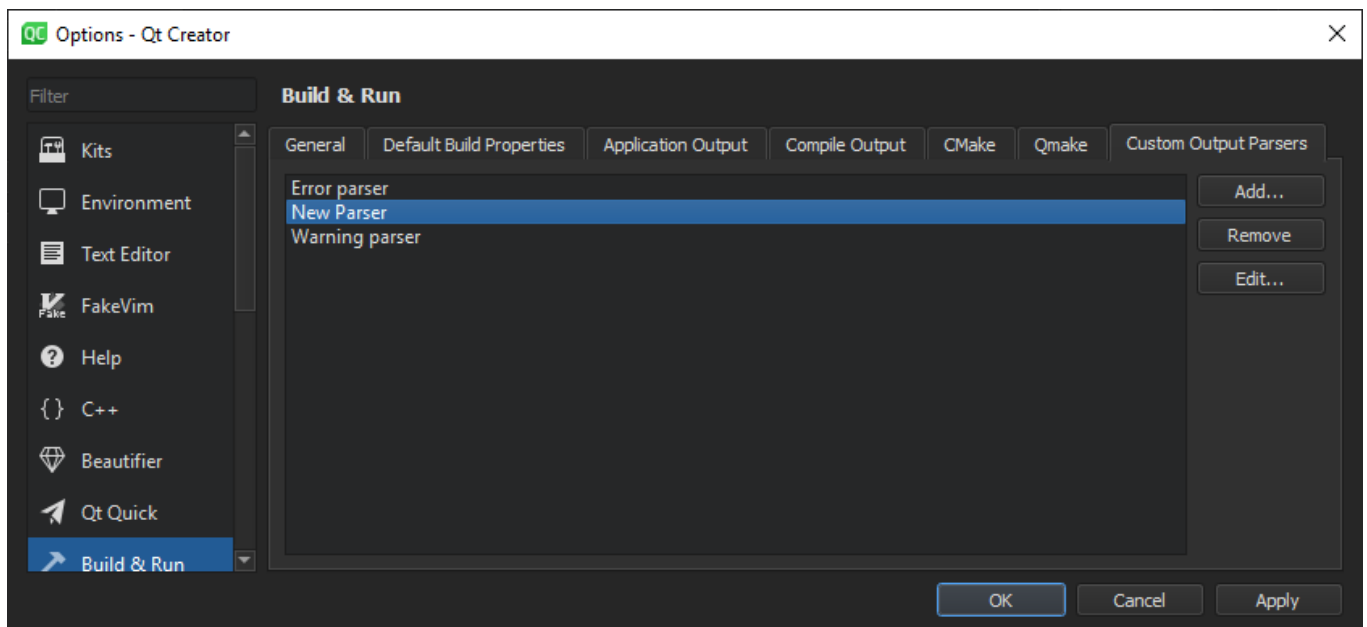 QC Options - Qt Creator
Filter
Build & Run
Kits
Environment
Text Editor
Fake
FakeVim
Help
{} C++
Beautifier
Qt Quick
Build & Run
General
Default Build Properties
Application Output
Compile Output
CMake
Qmake
Custom Output Parsers
Error parser
New Parser
Warning parser
Add...
Remove
Edit...
OK
Cancel
Apply